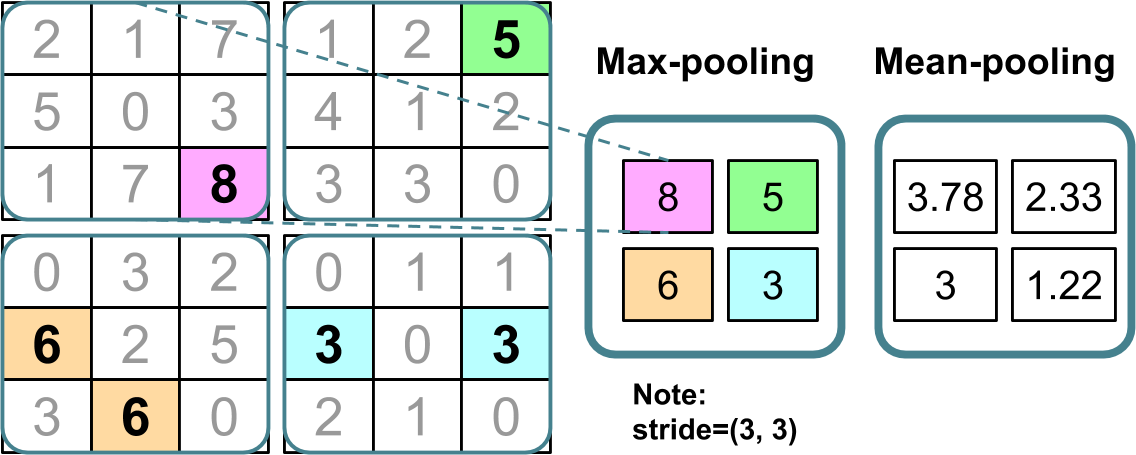 2 1 7 1 2 5
5 0 3 4 1 2
1 7 8 3 3 0
0 3 2 0 1 1
6 2 5 3 0 3
3 6 0 2 1 0
Max-pooling
8 5
6 3
Note:
stride=(3, 3)
Mean-pooling
3.78 2.33
3 1.22